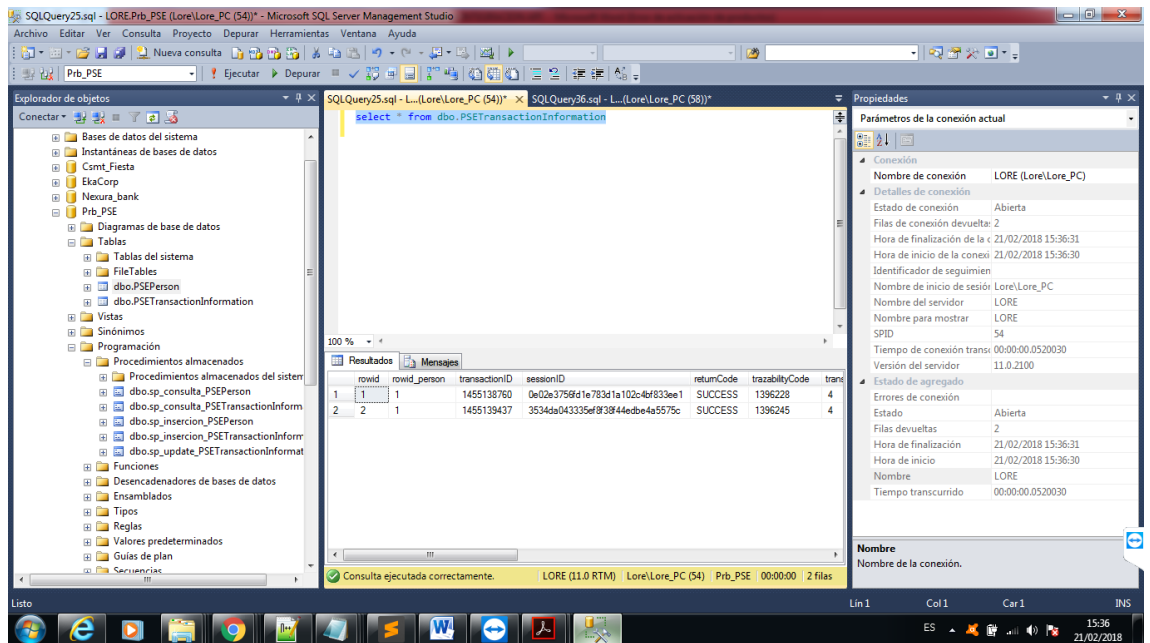 SQLQuery25.sql - LORE.Prb_PSE (Lore\Lore_PC (54))* - Microsoft SQL Server Management Studio
Archivo Editar Ver Consulta Proyecto Depurar Herramientas Ventana Ayuda
Nueva consulta
Prb_PSE Ejecutar Depurar
Explorador de objetos
Conectar
Bases de datos del sistema
Instantáneas de bases de datos
Csmt_Fiesta
EkaCorp
Nexura_bank
Prb_PSE
Diagramas de base de datos
Tablas
Tablas del sistema
FileTables
dbo.PSEPerson
dbo.PSETransactionInformation
Vistas
Sinónimos
Programación
Procedimientos almacenados
Procedimientos almacenados del sistem
dbo.sp_consulta_PSEPerson
dbo.sp_consulta_PSETransactionInform
dbo.sp_insercion_PSEPerson
dbo.sp_insercion_PSETransactionInform
dbo.sp_update_PSETransactionInformat
Funciones
Desencadenadores de bases de datos
Ensamblados
Tipos
Reglas
Valores predeterminados
Guías de plan
Secuencias
SQLQuery25.sql - L...(Lore\Lore_PC (54))* SQLQuery36.sql - L...(Lore\Lore_PC (58))*
select * from dbo.PSETransactionInformation
100 %
Resultados Mensajes
rowid rowid_person transactionID sessionID returnCode trazabilityCode trans
1 1 1 1455138760 0e02e3756fd1e783d1a102c4bf833ee1 SUCCESS 1396228 4
2 2 1 1455139437 3534da043335ef8f38f44edbe4a5575c SUCCESS 1396245 4
Consulta ejecutada correctamente. LORE (11.0 RTM) Lore\Lore_PC (54) Prb_PSE 00:00:00 2 filas
Propiedades
Parámetros de la conexión actual
Conexión
Nombre de conexión LORE (Lore\Lore_PC)
Detalles de conexión
Estado de conexión Abierta
Filas de conexión devuelta: 2
Hora de finalización de la c 21/02/2018 15:36:31
Hora de inicio de la conexi 21/02/2018 15:36:30
Identificador de seguimien
Nombre de inicio de sesión Lore\Lore_PC
Nombre del servidor LORE
Nombre para mostrar LORE
SPID 54
Tiempo de conexión transc 00:00:00.0520030
Versión del servidor 11.0.2100
Estado de agregado
Errores de conexión
Estado Abierta
Filas devueltas 2
Hora de finalización 21/02/2018 15:36:31
Hora de inicio 21/02/2018 15:36:30
Nombre LORE
Tiempo transcurrido 00:00:00.0520030
Nombre
Nombre de la conexión.
Listo Lín 1 Col 1 Car 1 INS
ES 15:36
21/02/2018